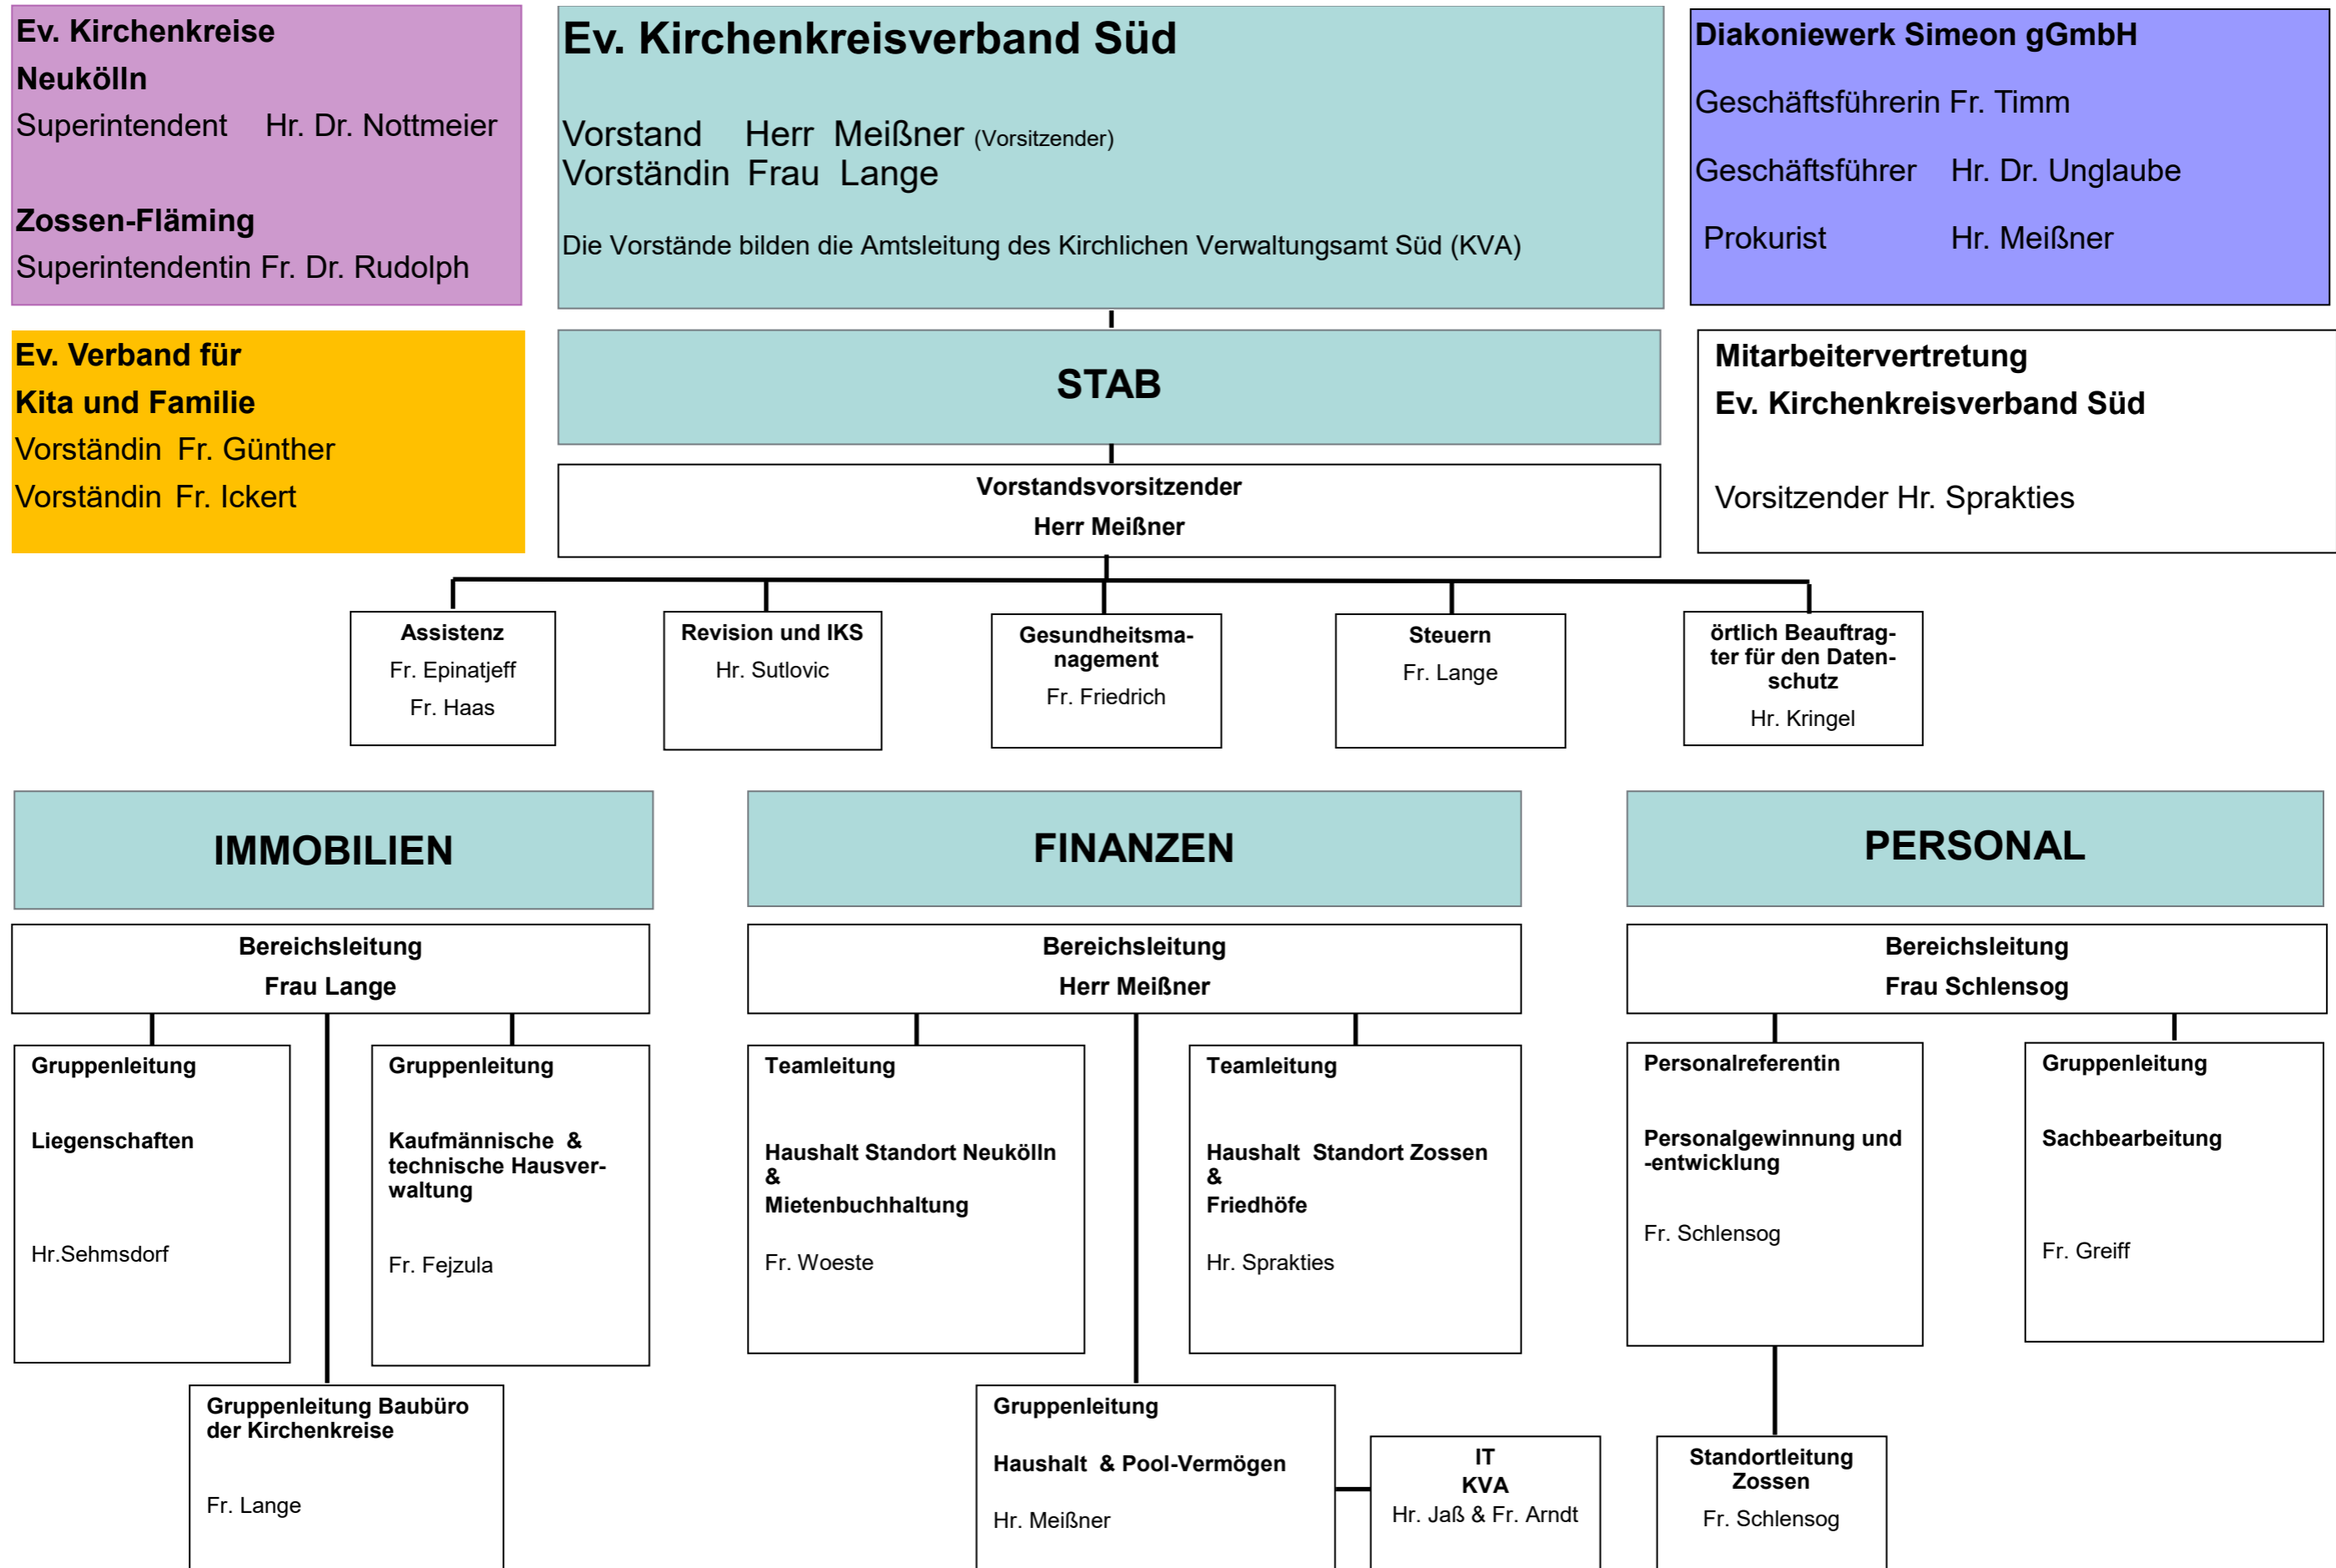 Ev. Kirchenkreise
Neukölln
Superintendent Hr. Dr. Nottmeier
Zossen-Fläming
Superintendentin Fr. Dr. Rudolph
Ev. Kirchenkreisverband Süd
Vorstand Herr Meißner (Vorsitzender)
Vorständin Frau Lange
Die Vorstände bilden die Amtsleitung des Kirchlichen Verwaltungsamt Süd (KVA)
Diakoniewerk Simeon gGmbH
Geschäftsführerin Fr. Timm
Geschäftsführer Hr. Dr. Unglaube
Prokurist Hr. Meißner
Ev. Verband für
Kita und Familie
Vorständin Fr. Günther
Vorständin Fr. Ickert
STAB
Vorstandsvorsitzender
Herr Meißner
Mitarbeitervertretung
Ev. Kirchenkreisverband Süd
Vorsitzender Hr. Sprakties
Assistenz
Fr. Epinatjeff
Fr. Haas
Revision und IKS
Hr. Sutlovic
Gesundheitsma-
nagement
Fr. Friedrich
Steuern
Fr. Lange
örtlich Beauftrag-
ter für den Daten-
schutz
Hr. Kringel
IMMOBILIEN
Bereichsleitung
Frau Lange
Gruppenleitung
Liegenschaften
Hr.Sehmsdorf
Gruppenleitung
Kaufmännische &
technische Hausver-
waltung
Fr. Fejzula
Gruppenleitung Baubüro
der Kirchenkreise
Fr. Lange
FINANZEN
Bereichsleitung
Herr Meißner
Teamleitung
Haushalt Standort Neukölln
&
Mietenbuchhaltung
Fr. Woeste
Teamleitung
Haushalt Standort Zossen
&
Friedhöfe
Hr. Sprakties
Gruppenleitung
Haushalt & Pool-Vermögen
Hr. Meißner
IT
KVA
Hr. Jaß & Fr. Arndt
PERSONAL
Bereichsleitung
Frau Schlensog
Personalreferentin
Personalgewinnung und
-entwicklung
Fr. Schlensog
Gruppenleitung
Sachbearbeitung
Fr. Greiff
Standortleitung
Zossen
Fr. Schlensog